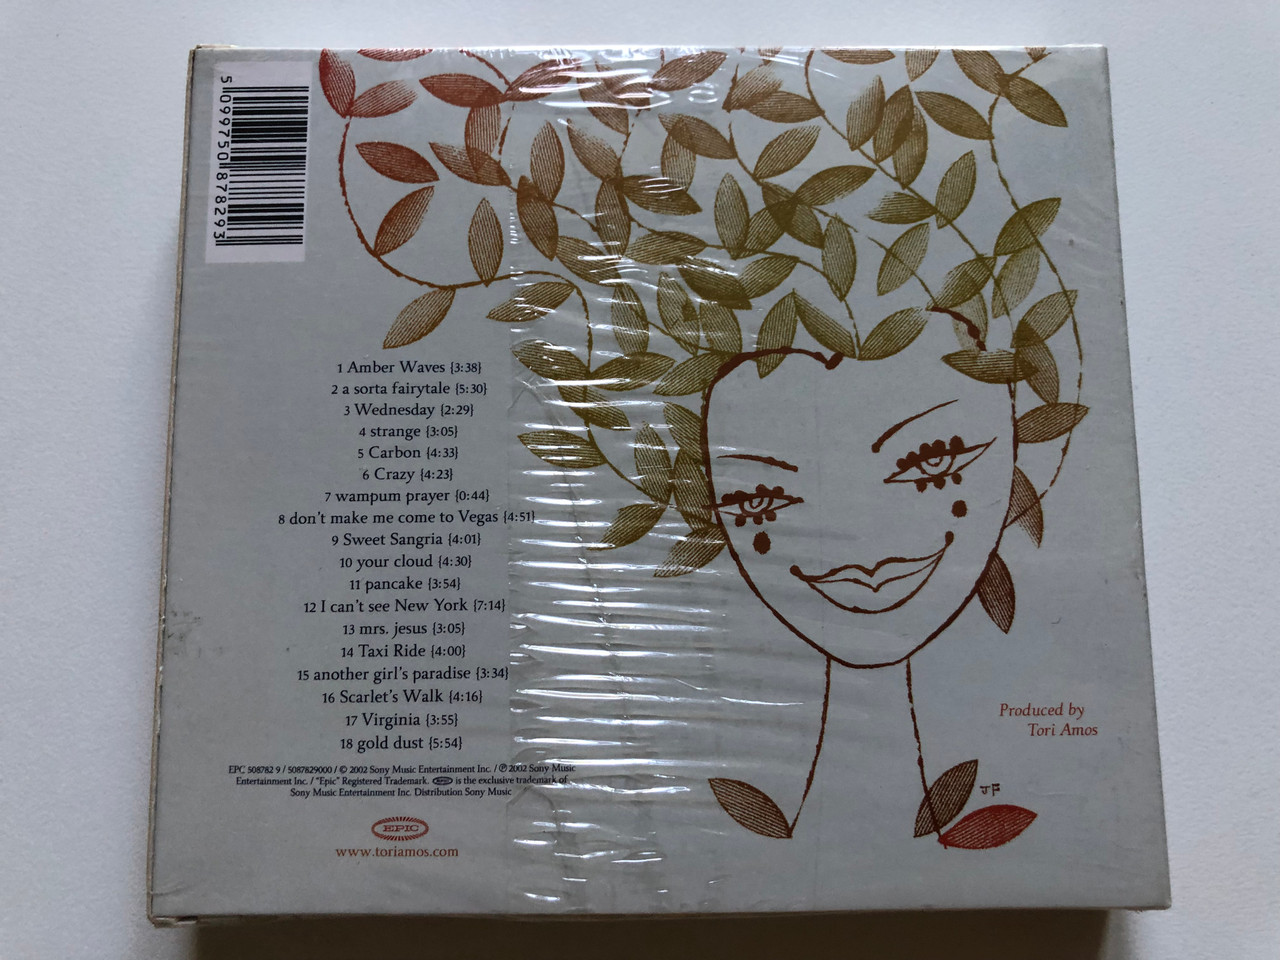 5 099750 878293
1 Amber Waves {3:38}
2 a sorta fairytale {5:30}
3 Wednesday {2:29}
4 strange {3:05}
5 Carbon {4:33}
6 Crazy {4:23}
7 wampum prayer {0:44}
8 don't make me come to Vegas {4:51}
9 Sweet Sangria {4:01}
10 your cloud {4:30}
11 pancake {3:54}
12 I can't see New York {7:14}
13 mrs. jesus {3:05}
14 Taxi Ride {4:00}
15 another girl's paradise {3:34}
16 Scarlet's Walk {4:16}
17 Virginia {3:55}
18 gold dust {5:54}
Produced by
Tori Amos
JF
EPC 508782 9 / 5087829000 / © 2002 Sony Music Entertainment Inc. / ℗ 2002 Sony Music
Entertainment Inc. / "Epic" Registered Trademark. EPIC is the exclusive trademark of
Sony Music Entertainment Inc. Distribution Sony Music
EPIC
www.toriamos.com